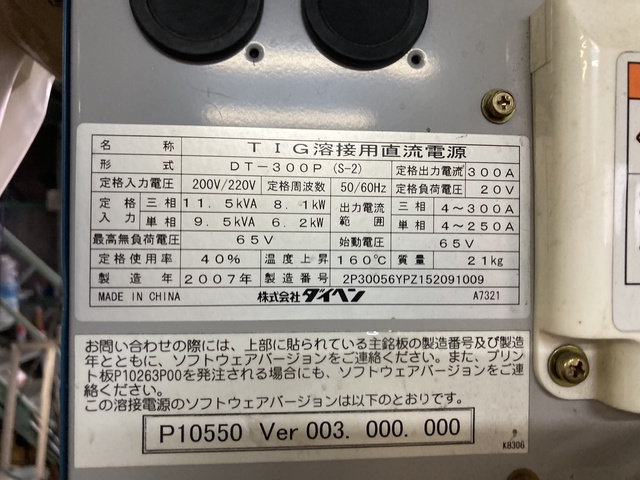 名 称 TIG溶接用直流電源
形 式 DT-300P (S-2) 定格出力電流 300A
定格入力電圧 200V/220V 定格周波数 50/60Hz 定格負荷電圧 20V
定 格 三相 11.5kVA 8.1kW 出力電流 三 相 4~300A
入 力 単相 9.5kVA 6.2kW 範 囲 単 相 4~250A
最高無負荷電圧 65V 始動電圧 65V
定格使用率 40% 温度上昇 160℃ 質 量 21kg
製 造 年 2007年 製造番号 2P30056YPZ152091009
MADE IN CHINA 株式会社ダイヘン A7321
お問い合わせの際には、上部に貼られている主銘板の製造番号及び製造
年とともに、ソフトウェアバージョンをご連絡ください。また、プリン
ト板P10263P00を発注される場合にも、ソフトウェアバージョンをご連
絡ください。
この溶接電源のソフトウェアバージョンは以下のとおりです。
P10550 Ver 003. 000. 000
K8306